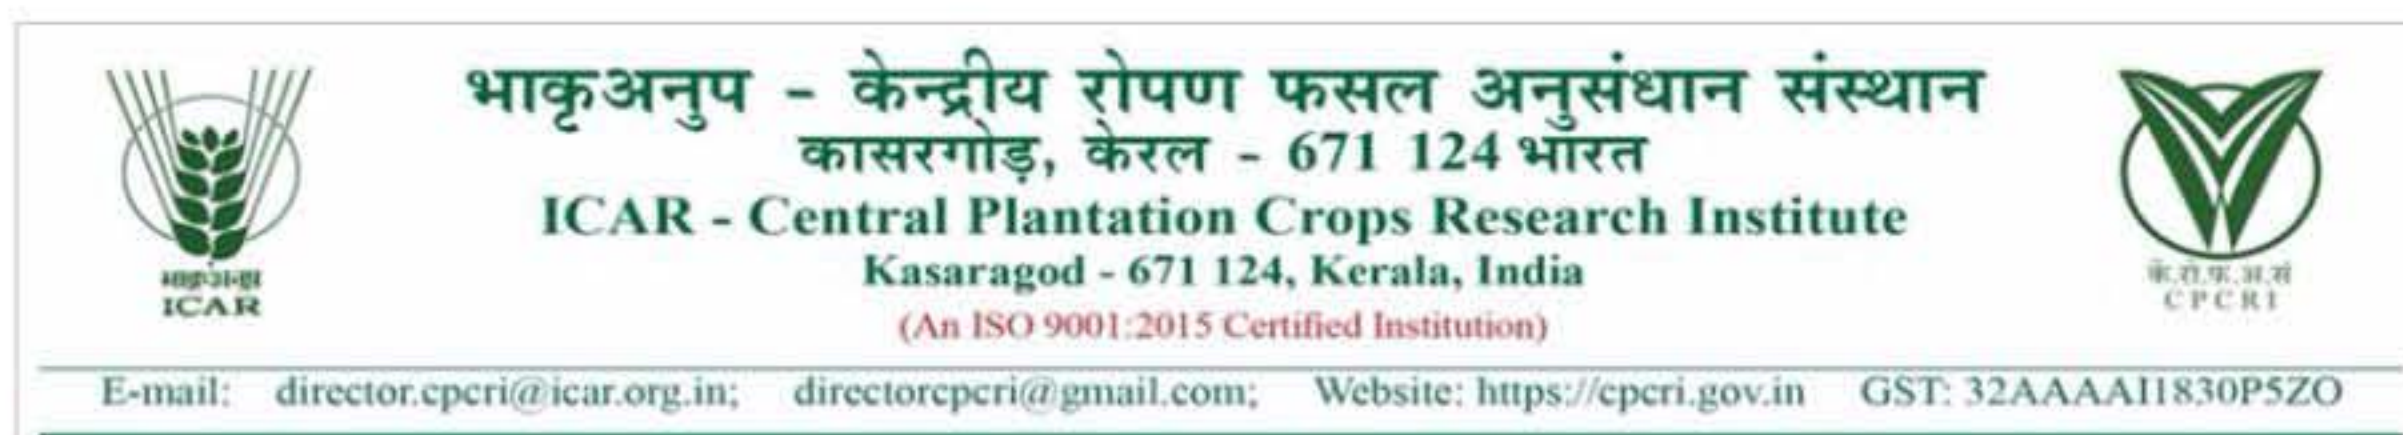 भाकृअनुप - केन्द्रीय रोपण फसल अनुसंधान संस्थान
कासरगोड़, केरल - 671 124 भारत
ICAR - Central Plantation Crops Research Institute
Kasaragod - 671 124, Kerala, India
(An ISO 9001:2015 Certified Institution)
ICAR
कें.रो.फ.अ.सं
CPCRI
E-mail: director.cpcri@icar.org.in; directorcpcri@gmail.com; Website: https://cpcri.gov.in GST: 32AAAAI1830P5ZO